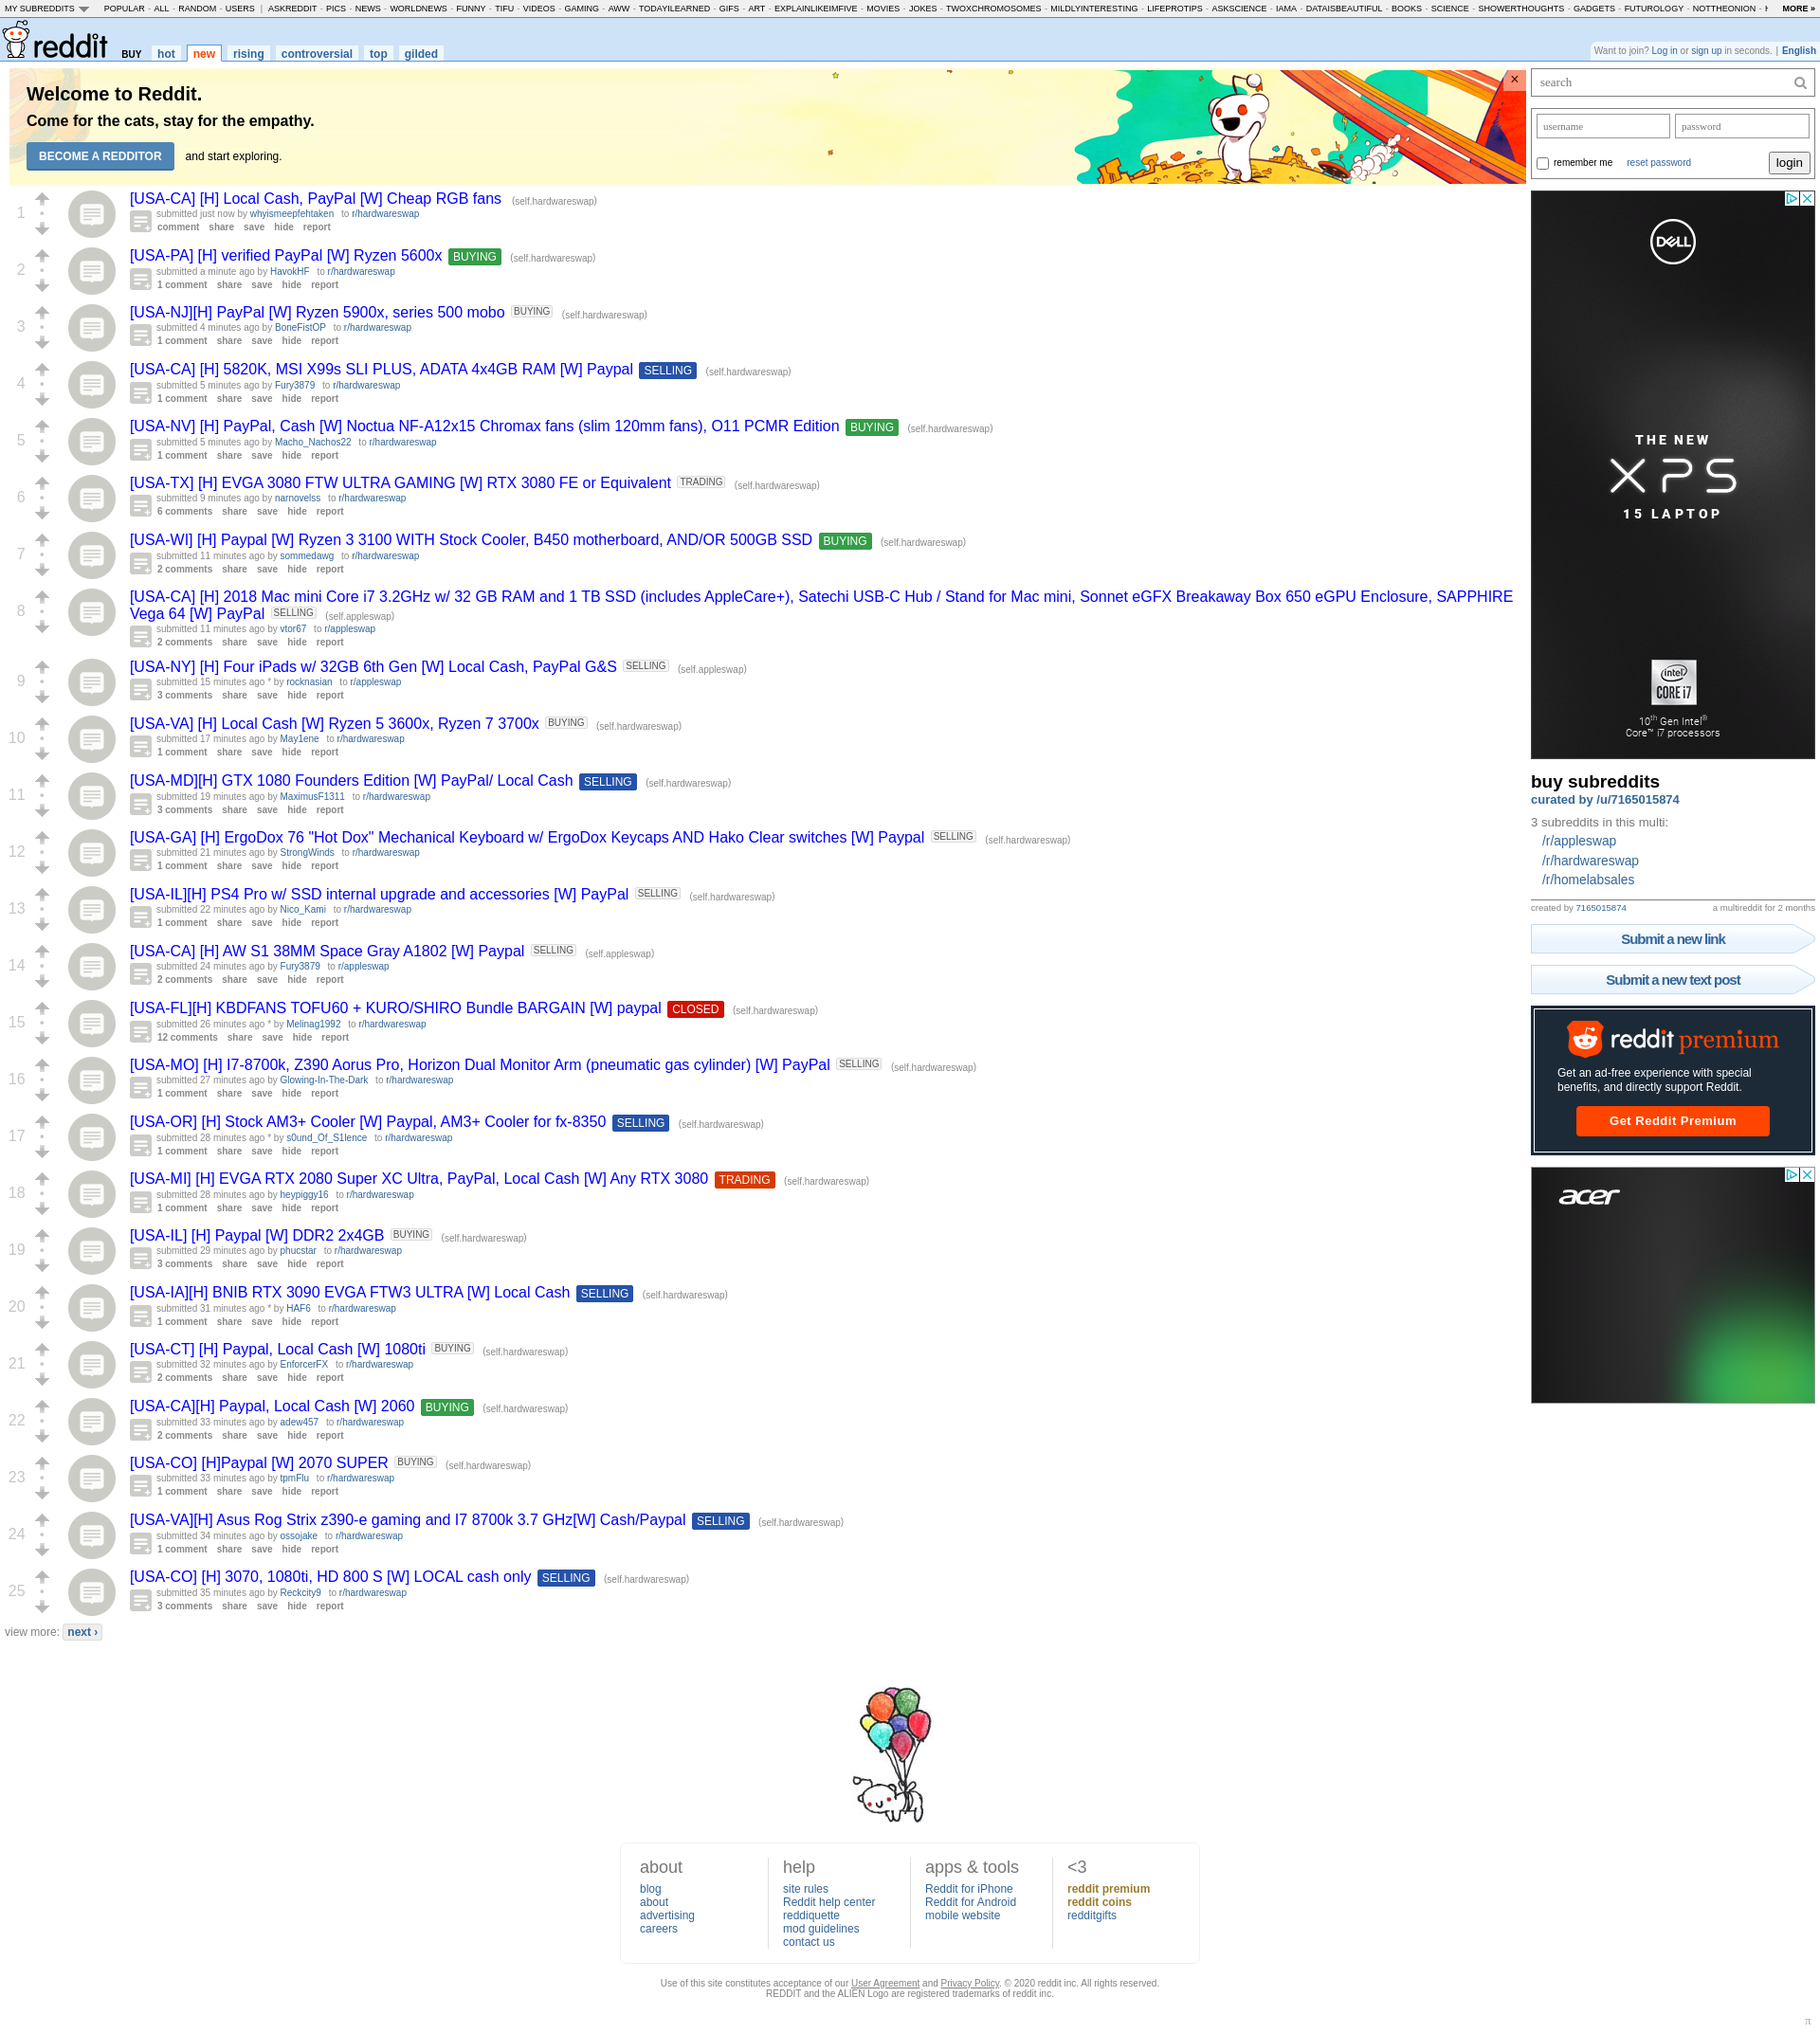 MY SUBREDDITS POPULAR - ALL - RANDOM - USERS | ASKREDDIT - PICS - NEWS - WORLDNEWS - FUNNY - TIFU - VIDEOS - GAMING - AWW - TODAYILEARNED - GIFS - ART - EXPLAINLIKEIMFIVE - MOVIES - JOKES - TWOXCHROMOSOMES - MILDLYINTERESTING - LIFEPROTIPS - ASKSCIENCE - IAMA - DATAISBEAUTIFUL - BOOKS - SCIENCE - SHOWERTHOUGHTS - GADGETS - FUTUROLOGY - NOTTHEONION - MORE »
reddit BUY hot new rising controversial top gilded
Want to join? Log in or sign up in seconds. | English
Welcome to Reddit.
Come for the cats, stay for the empathy.
BECOME A REDDITOR and start exploring.
×
1
[USA-CA] [H] Local Cash, PayPal [W] Cheap RGB fans (self.hardwareswap)
submitted just now by whyismeepfehtaken to r/hardwareswap
comment share save hide report
2
[USA-PA] [H] verified PayPal [W] Ryzen 5600x BUYING (self.hardwareswap)
submitted a minute ago by HavokHF to r/hardwareswap
1 comment share save hide report
3
[USA-NJ][H] PayPal [W] Ryzen 5900x, series 500 mobo BUYING (self.hardwareswap)
submitted 4 minutes ago by BoneFistOP to r/hardwareswap
1 comment share save hide report
4
[USA-CA] [H] 5820K, MSI X99s SLI PLUS, ADATA 4x4GB RAM [W] Paypal SELLING (self.hardwareswap)
submitted 5 minutes ago by Fury3879 to r/hardwareswap
1 comment share save hide report
5
[USA-NV] [H] PayPal, Cash [W] Noctua NF-A12x15 Chromax fans (slim 120mm fans), O11 PCMR Edition BUYING (self.hardwareswap)
submitted 5 minutes ago by Macho_Nachos22 to r/hardwareswap
1 comment share save hide report
6
[USA-TX] [H] EVGA 3080 FTW ULTRA GAMING [W] RTX 3080 FE or Equivalent TRADING (self.hardwareswap)
submitted 9 minutes ago by narnovelss to r/hardwareswap
6 comments share save hide report
7
[USA-WI] [H] Paypal [W] Ryzen 3 3100 WITH Stock Cooler, B450 motherboard, AND/OR 500GB SSD BUYING (self.hardwareswap)
submitted 11 minutes ago by sommedawg to r/hardwareswap
2 comments share save hide report
8
[USA-CA] [H] 2018 Mac mini Core i7 3.2GHz w/ 32 GB RAM and 1 TB SSD (includes AppleCare+), Satechi USB-C Hub / Stand for Mac mini, Sonnet eGFX Breakaway Box 650 eGPU Enclosure, SAPPHIRE
Vega 64 [W] PayPal SELLING (self.appleswap)
submitted 11 minutes ago by vtor67 to r/appleswap
2 comments share save hide report
9
[USA-NY] [H] Four iPads w/ 32GB 6th Gen [W] Local Cash, PayPal G&S SELLING (self.appleswap)
submitted 15 minutes ago * by rocknasian to r/appleswap
3 comments share save hide report
10
[USA-VA] [H] Local Cash [W] Ryzen 5 3600x, Ryzen 7 3700x BUYING (self.hardwareswap)
submitted 17 minutes ago by May1ene to r/hardwareswap
1 comment share save hide report
11
[USA-MD][H] GTX 1080 Founders Edition [W] PayPal/ Local Cash SELLING (self.hardwareswap)
submitted 19 minutes ago by MaximusF1311 to r/hardwareswap
3 comments share save hide report
12
[USA-GA] [H] ErgoDox 76 "Hot Dox" Mechanical Keyboard w/ ErgoDox Keycaps AND Hako Clear switches [W] Paypal SELLING (self.hardwareswap)
submitted 21 minutes ago by StrongWinds to r/hardwareswap
1 comment share save hide report
13
[USA-IL][H] PS4 Pro w/ SSD internal upgrade and accessories [W] PayPal SELLING (self.hardwareswap)
submitted 22 minutes ago by Nico_Kami to r/hardwareswap
1 comment share save hide report
14
[USA-CA] [H] AW S1 38MM Space Gray A1802 [W] Paypal SELLING (self.appleswap)
submitted 24 minutes ago by Fury3879 to r/appleswap
2 comments share save hide report
15
[USA-FL][H] KBDFANS TOFU60 + KURO/SHIRO Bundle BARGAIN [W] paypal CLOSED (self.hardwareswap)
submitted 26 minutes ago * by Melinag1992 to r/hardwareswap
12 comments share save hide report
16
[USA-MO] [H] I7-8700k, Z390 Aorus Pro, Horizon Dual Monitor Arm (pneumatic gas cylinder) [W] PayPal SELLING (self.hardwareswap)
submitted 27 minutes ago by Glowing-In-The-Dark to r/hardwareswap
1 comment share save hide report
17
[USA-OR] [H] Stock AM3+ Cooler [W] Paypal, AM3+ Cooler for fx-8350 SELLING (self.hardwareswap)
submitted 28 minutes ago * by s0und_Of_S1lence to r/hardwareswap
1 comment share save hide report
18
[USA-MI] [H] EVGA RTX 2080 Super XC Ultra, PayPal, Local Cash [W] Any RTX 3080 TRADING (self.hardwareswap)
submitted 28 minutes ago by heypiggy16 to r/hardwareswap
1 comment share save hide report
19
[USA-IL] [H] Paypal [W] DDR2 2x4GB BUYING (self.hardwareswap)
submitted 29 minutes ago by phucstar to r/hardwareswap
3 comments share save hide report
20
[USA-IA][H] BNIB RTX 3090 EVGA FTW3 ULTRA [W] Local Cash SELLING (self.hardwareswap)
submitted 31 minutes ago * by HAF6 to r/hardwareswap
1 comment share save hide report
21
[USA-CT] [H] Paypal, Local Cash [W] 1080ti BUYING (self.hardwareswap)
submitted 32 minutes ago by EnforcerFX to r/hardwareswap
2 comments share save hide report
22
[USA-CA][H] Paypal, Local Cash [W] 2060 BUYING (self.hardwareswap)
submitted 33 minutes ago by adew457 to r/hardwareswap
2 comments share save hide report
23
[USA-CO] [H]Paypal [W] 2070 SUPER BUYING (self.hardwareswap)
submitted 33 minutes ago by tpmFlu to r/hardwareswap
1 comment share save hide report
24
[USA-VA][H] Asus Rog Strix z390-e gaming and I7 8700k 3.7 GHz[W] Cash/Paypal SELLING (self.hardwareswap)
submitted 34 minutes ago by ossojake to r/hardwareswap
1 comment share save hide report
25
[USA-CO] [H] 3070, 1080ti, HD 800 S [W] LOCAL cash only SELLING (self.hardwareswap)
submitted 35 minutes ago by Reckcity9 to r/hardwareswap
3 comments share save hide report
view more: next ›
search
username password
remember me reset password login
DELL
THE NEW
XPS
15 LAPTOP
intel
CORE i7
10th Gen Intel®
Core™ i7 processors
buy subreddits
curated by /u/7165015874
3 subreddits in this multi:
/r/appleswap
/r/hardwareswap
/r/homelabsales
created by 7165015874 a multireddit for 2 months
Submit a new link
Submit a new text post
reddit premium
Get an ad-free experience with special
benefits, and directly support Reddit.
Get Reddit Premium
acer
about
blog
about
advertising
careers
help
site rules
Reddit help center
reddiquette
mod guidelines
contact us
apps & tools
Reddit for iPhone
Reddit for Android
mobile website
<3
reddit premium
reddit coins
redditgifts
Use of this site constitutes acceptance of our User Agreement and Privacy Policy. © 2020 reddit inc. All rights reserved.
REDDIT and the ALIEN Logo are registered trademarks of reddit inc.
π